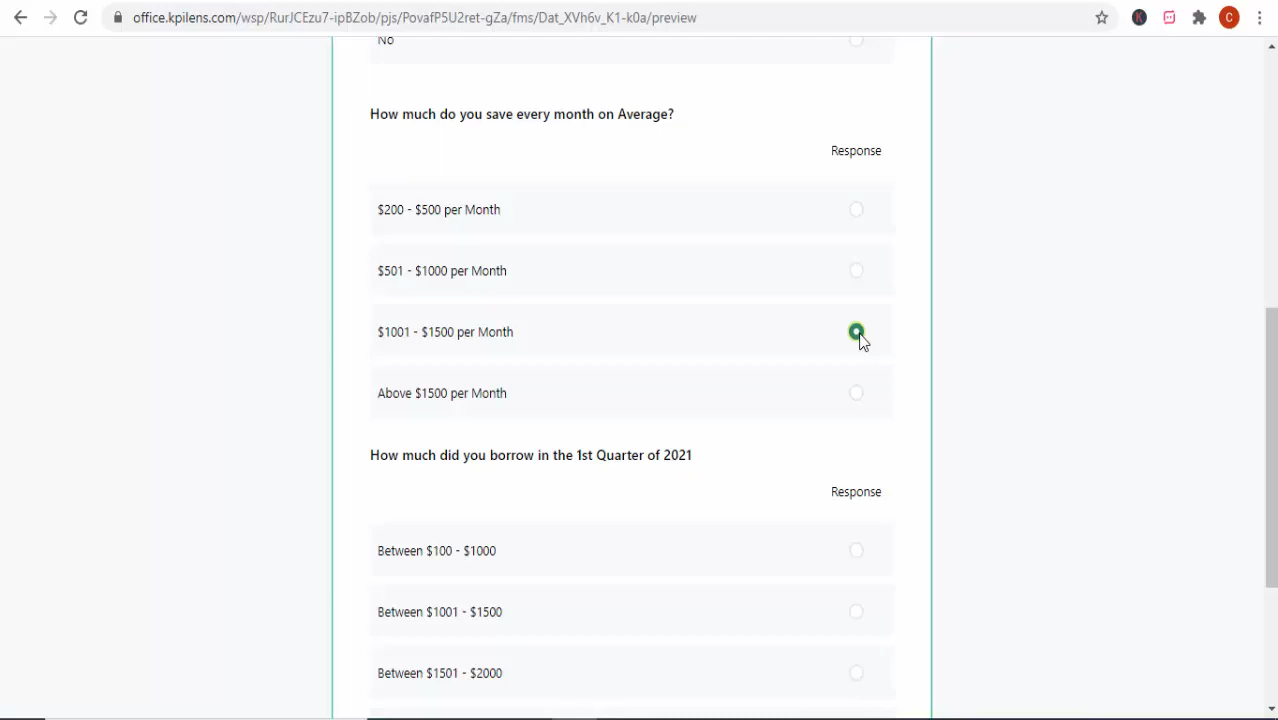 office.kpilens.com/wsp/RurJCEzu7-ipBZob/pjs/PovafP5U2ret-gZa/fms/Dat_XVh6v_K1-k0a/preview
K
C
No
How much do you save every month on Average?
Response
$200 - $500 per Month
$501 - $1000 per Month
$1001 - $1500 per Month
Above $1500 per Month
How much did you borrow in the 1st Quarter of 2021
Response
Between $100 - $1000
Between $1001 - $1500
Between $1501 - $2000